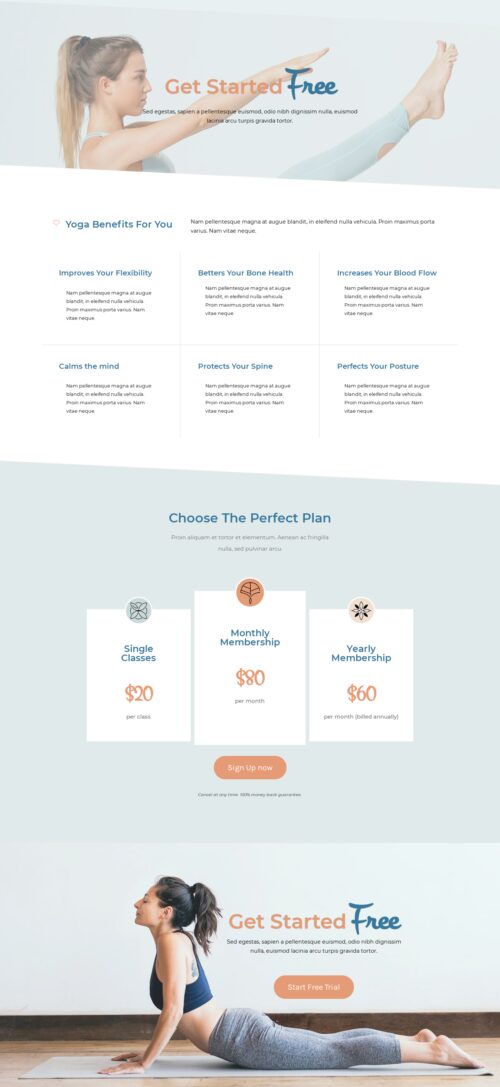 Get Started Free
Sed egestas, sapien a pellentesque euismod, odio nibh dignissim nulla, euismod
lacinia arcu turpis gravida tortor.
Yoga Benefits For You
Nam pellentesque magna at augue blandit, in eleifend nulla vehicula. Proin maximus porta
varius. Nam vitae neque.
Improves Your Flexibility
Nam pellentesque magna at augue
blandit, in eleifend nulla vehicula.
Proin maximus porta varius. Nam
vitae neque.
Betters Your Bone Health
Nam pellentesque magna at augue
blandit, in eleifend nulla vehicula.
Proin maximus porta varius. Nam
vitae neque.
Increases Your Blood Flow
Nam pellentesque magna at augue
blandit, in eleifend nulla vehicula.
Proin maximus porta varius. Nam
vitae neque.
Calms the mind
Nam pellentesque magna at augue
blandit, in eleifend nulla vehicula.
Proin maximus porta varius. Nam
vitae neque.
Protects Your Spine
Nam pellentesque magna at augue
blandit, in eleifend nulla vehicula.
Proin maximus porta varius. Nam
vitae neque.
Perfects Your Posture
Nam pellentesque magna at augue
blandit, in eleifend nulla vehicula.
Proin maximus porta varius. Nam
vitae neque.
Choose The Perfect Plan
Proin aliquam et tortor et elementum. Aenean ac fringilla
nulla, sed pulvinar arcu.
Single
Classes
$20
per class
Monthly
Membership
$80
per month
Yearly
Membership
$60
per month (billed annually)
Sign Up now
Cancel at any time. 100% money back guarantee.
Get Started Free
Sed egestas, sapien a pellentesque euismod, odio nibh dignissim
nulla, euismod lacinia arcu turpis gravida tortor.
Start Free Trial